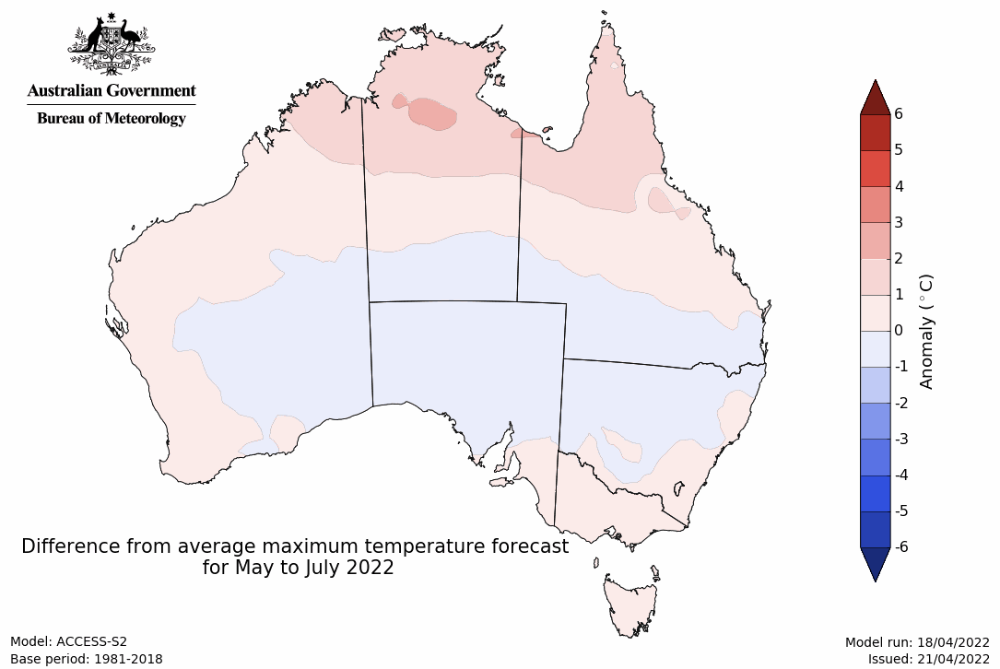 Australian Government
Bureau of Meteorology
6
5
4
3
2
1
0
-1
-2
-3
-4
-5
-6
Anomaly (°C)
Difference from average maximum temperature forecast
for May to July 2022
Model: ACCESS-S2
Base period: 1981-2018
Model run: 18/04/2022
Issued: 21/04/2022